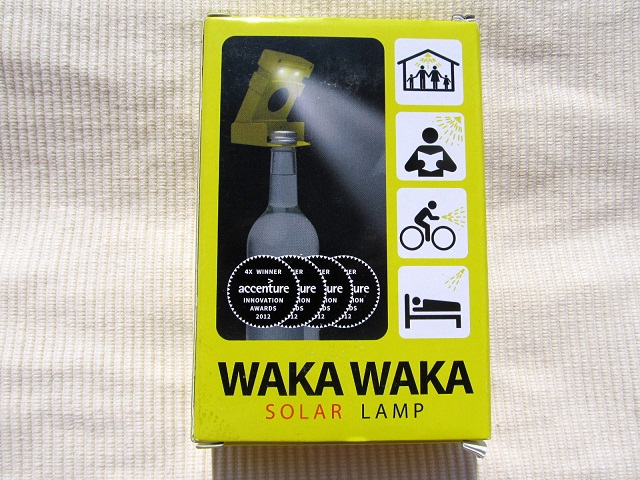 4X WINNER
>
accenture
INNOVATION
AWARDS
2012
WAKA WAKA
SOLAR LAMP